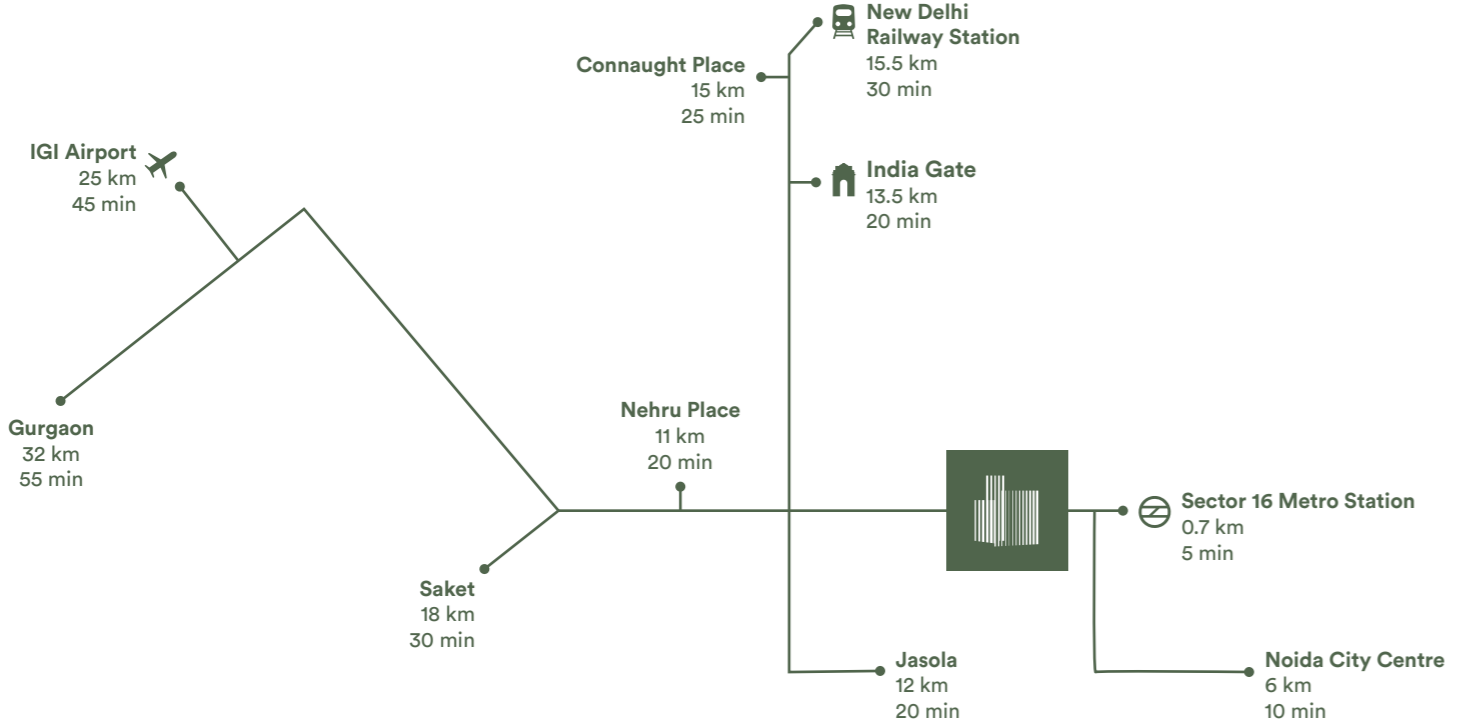 New Delhi
Railway Station
15.5 km
30 min
Connaught Place
15 km
25 min
IGI Airport
25 km
45 min
India Gate
13.5 km
20 min
Gurgaon
32 km
55 min
Nehru Place
11 km
20 min
Sector 16 Metro Station
0.7 km
5 min
Saket
18 km
30 min
Jasola
12 km
20 min
Noida City Centre
6 km
10 min